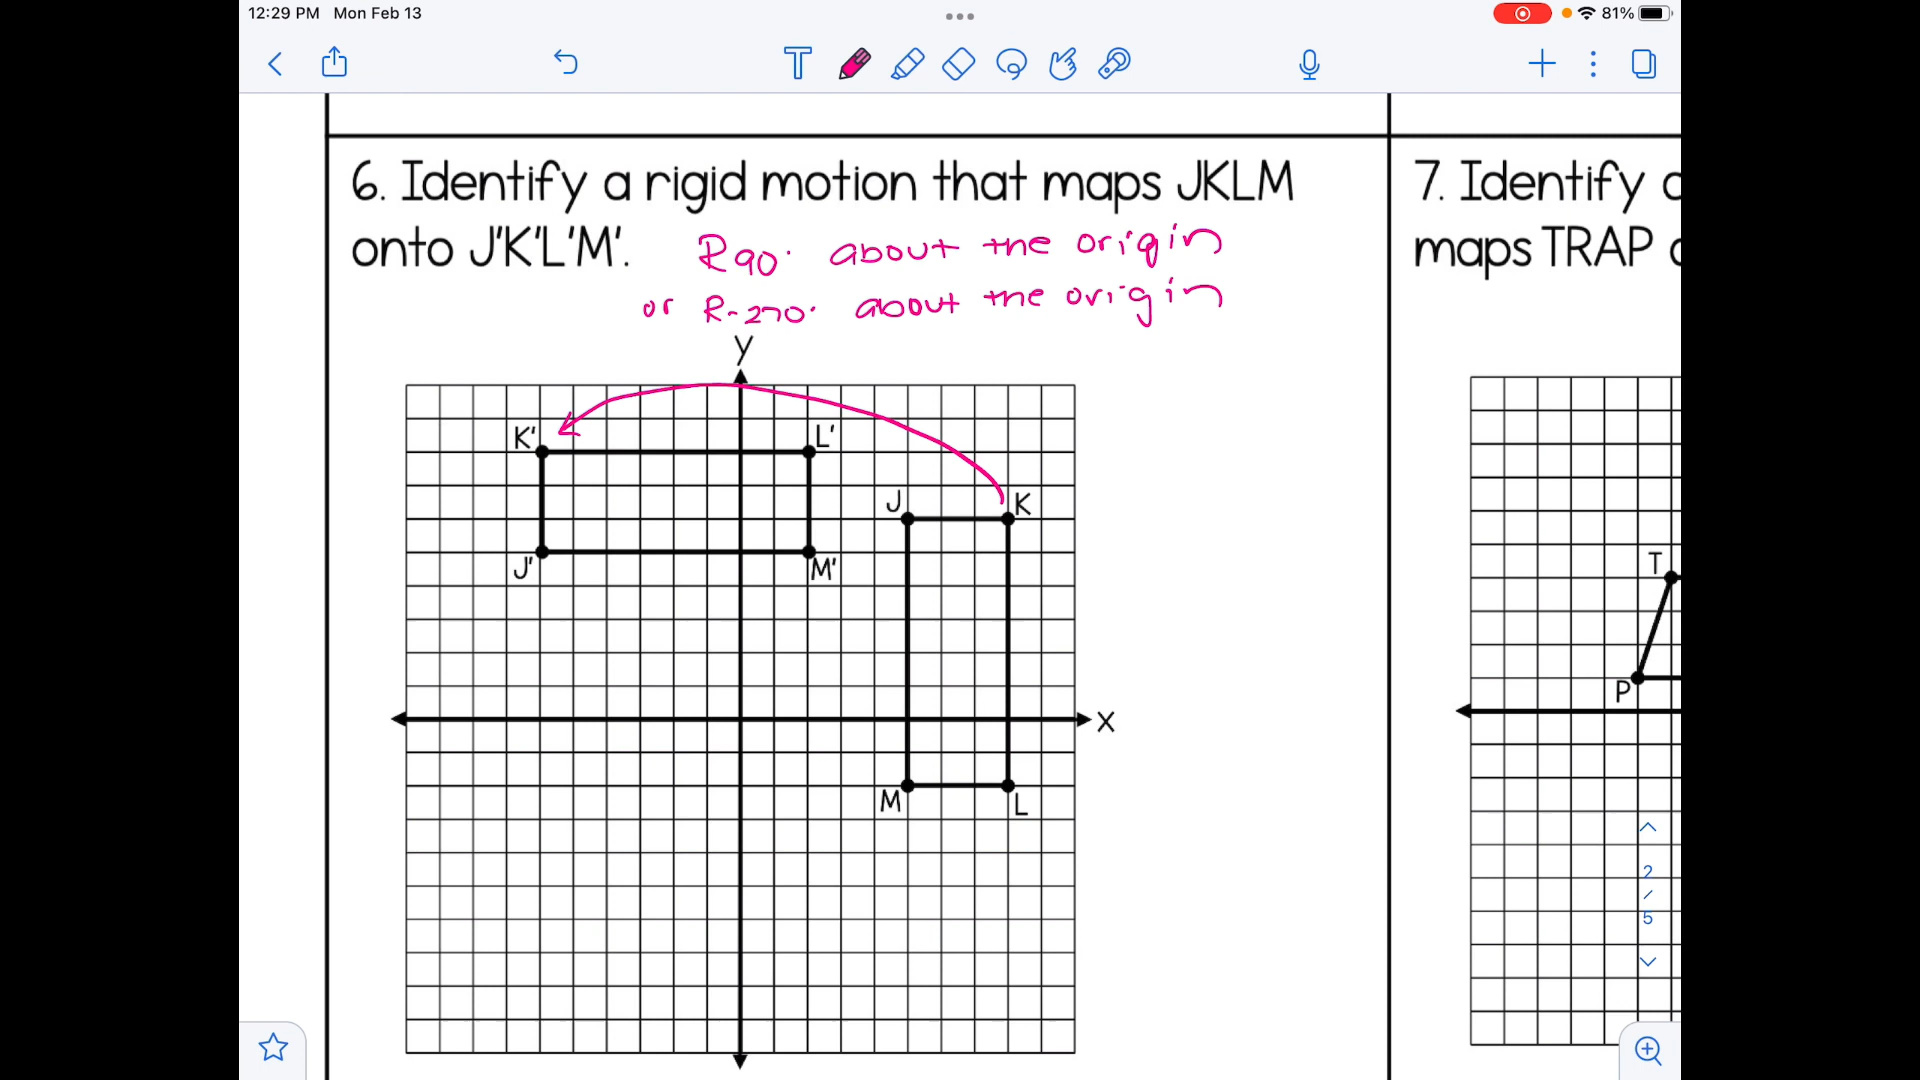 12:29 PM Mon Feb 13
81%
6. Identify a rigid motion that maps JKLM
onto J'K'L'M'.
R90° about the origin
or R-270° about the origin
7. Identify a
maps TRAP
y
K'
L'
J
K
J'
M'
T
P
x
M
L
2
/
5